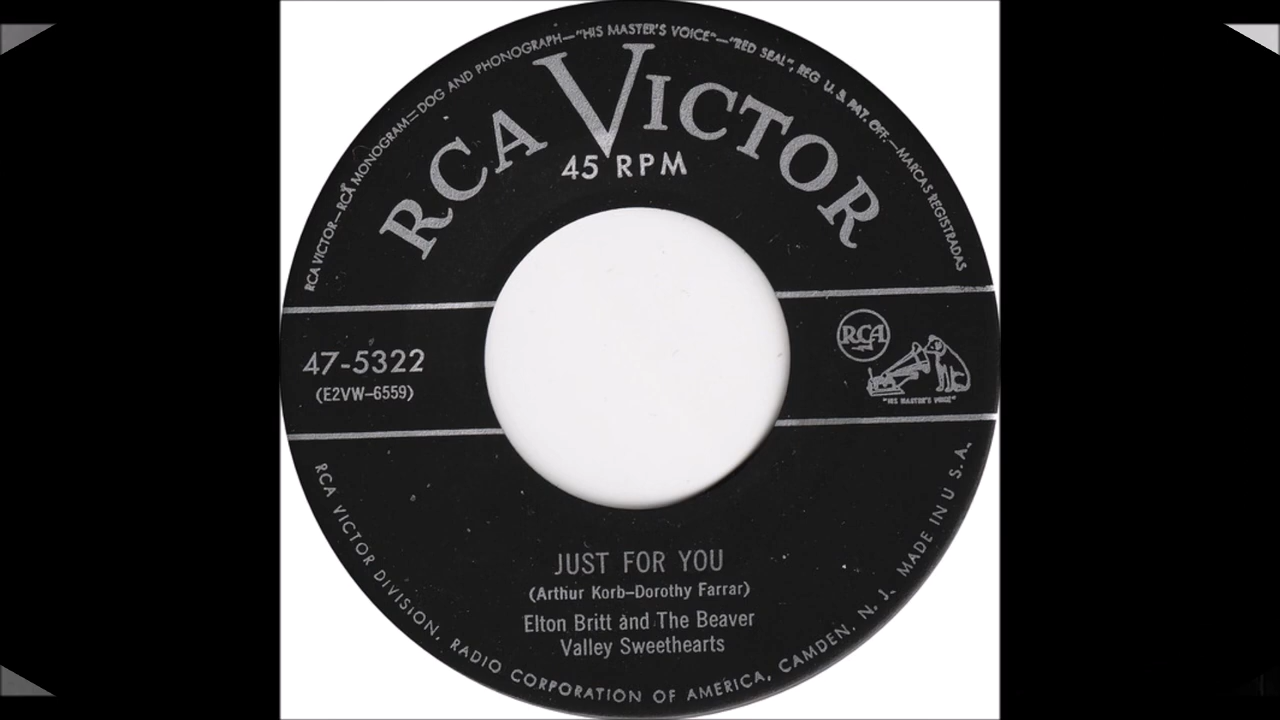 RCA VICTOR—RCA MONOGRAM—DOG AND PHONOGRAPH—"HIS MASTER'S VOICE"—"RED SEAL", REG U. S. PAT. OFF.—MARCAS REGISTRADAS
RCA VICTOR
45 RPM
47-5322
(E2VW-6559)
RCA
"HIS MASTER'S VOICE"
JUST FOR YOU
(Arthur Korb-Dorothy Farrar)
Elton Britt and The Beaver
Valley Sweethearts
RCA VICTOR DIVISION, RADIO CORPORATION OF AMERICA, CAMDEN, N. J. MADE IN U S. A.